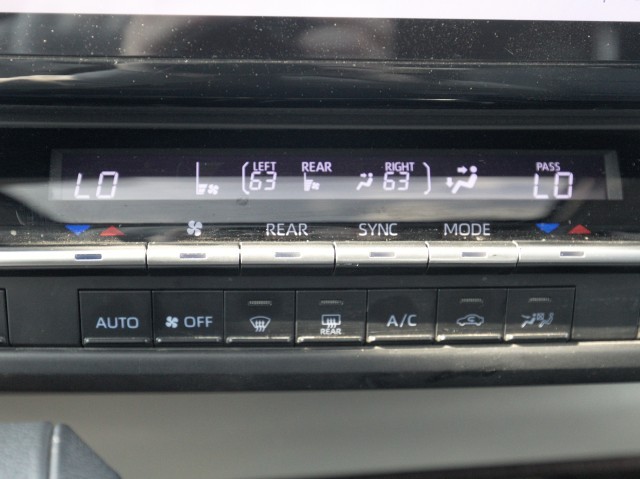 LEFT REAR RIGHT PASS
LO (63 63) LO
REAR SYNC MODE
AUTO OFF REAR A/C